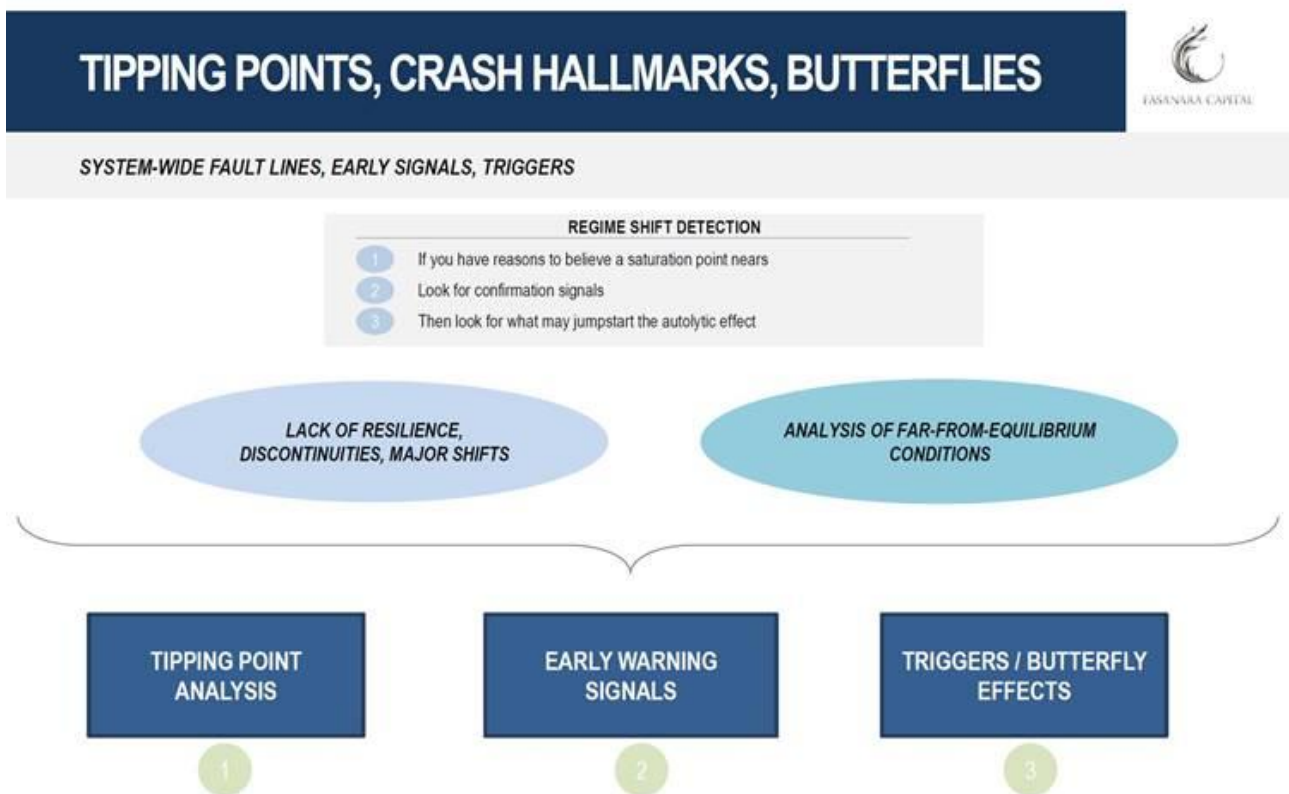 TIPPING POINTS, CRASH HALLMARKS, BUTTERFLIES
FASANARA CAPITAL
SYSTEM-WIDE FAULT LINES, EARLY SIGNALS, TRIGGERS
REGIME SHIFT DETECTION
1 If you have reasons to believe a saturation point nears
2 Look for confirmation signals
3 Then look for what may jumpstart the autolytic effect
LACK OF RESILIENCE,
DISCONTINUITIES, MAJOR SHIFTS
ANALYSIS OF FAR-FROM-EQUILIBRIUM
CONDITIONS
TIPPING POINT
ANALYSIS
1
EARLY WARNING
SIGNALS
2
TRIGGERS / BUTTERFLY
EFFECTS
3